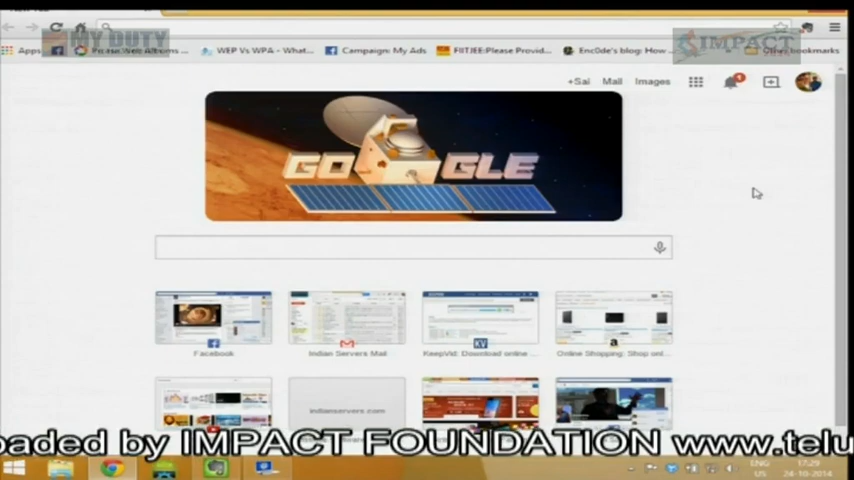 MY DUTY
IMPACT
Apps
WEP Vs WPA - What...
Campaign: My Ads
FIITJEE:Please Provid...
Enc0de's blog: How ...
Other bookmarks
+Sai Mail Images
GOOGLE
Facebook
Indian Servers Mail
KeepVid: Download online ...
Online Shopping: Shop onl...
indianservers.com
oaded by IMPACT FOUNDATION www.telu
ENG
US
17:29
24-10-2014